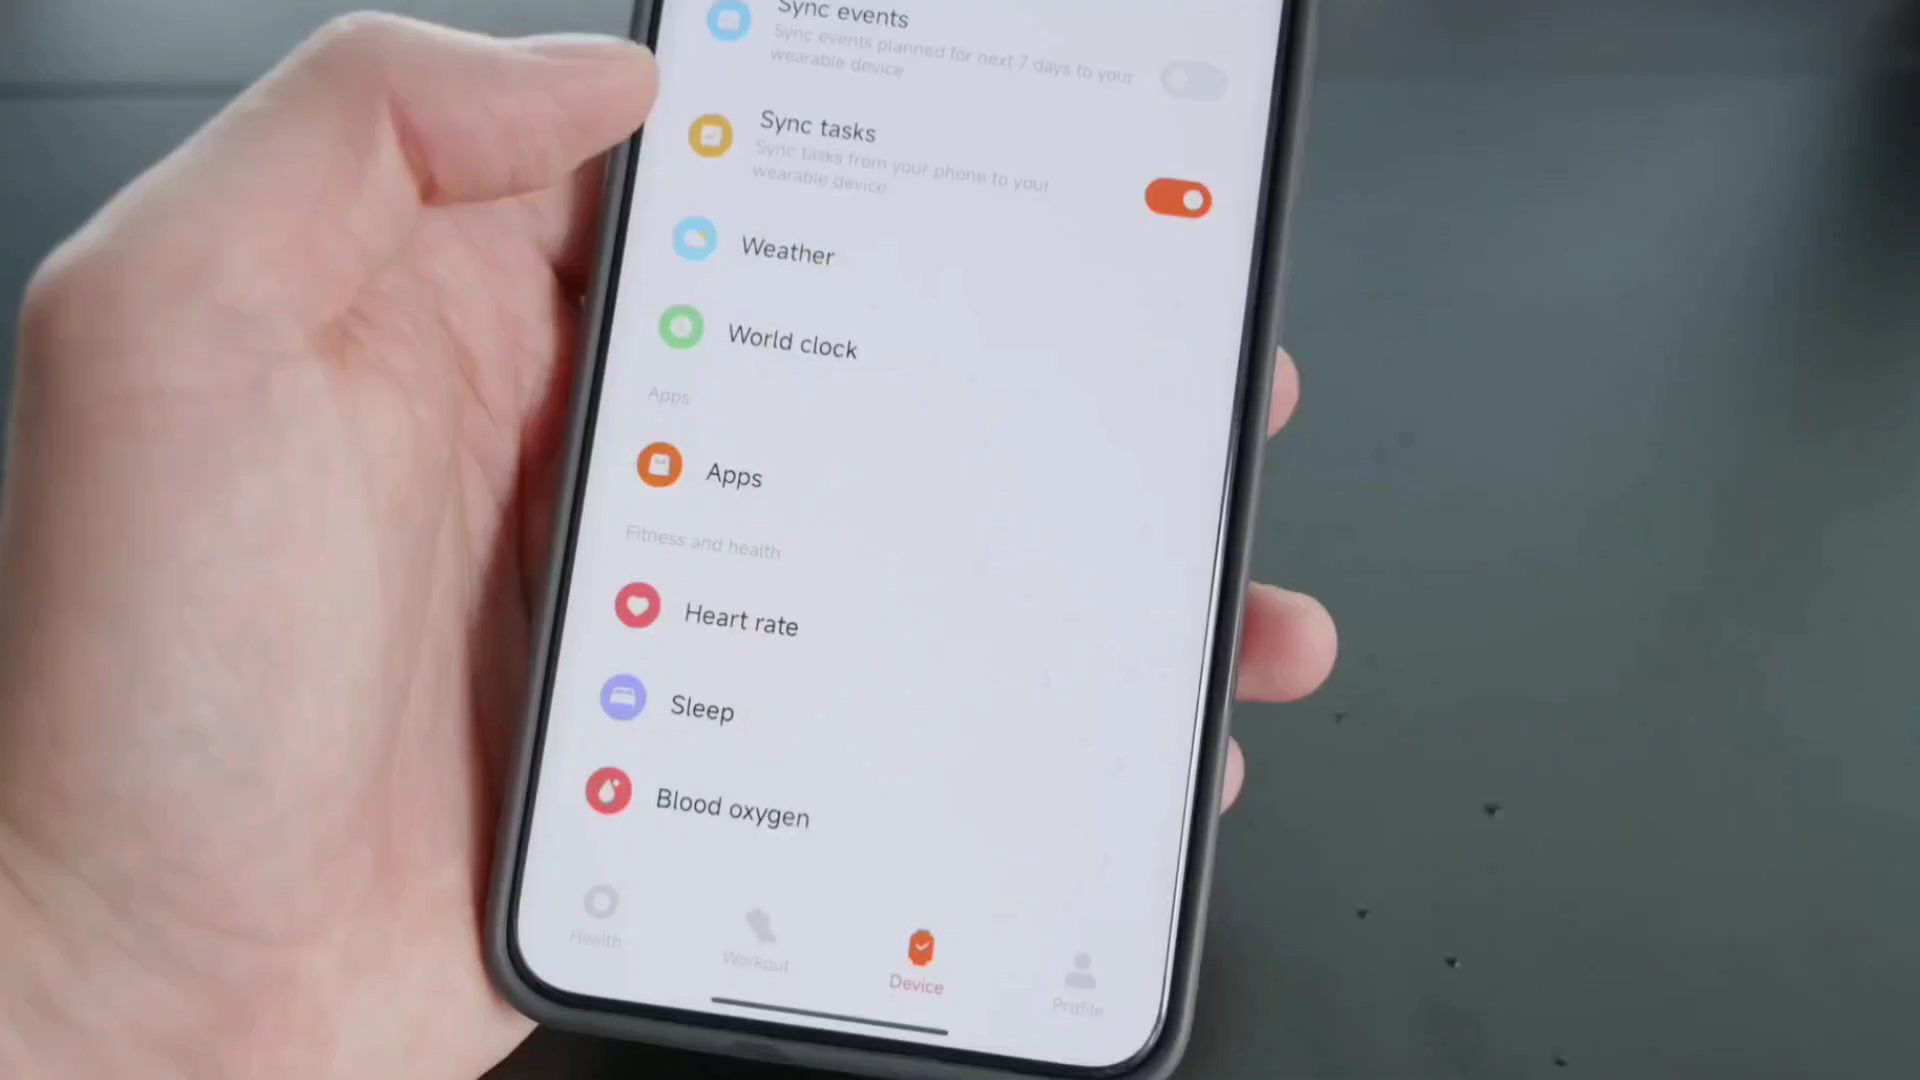 Sync events
Sync events planned for next 7 days to your
wearable device
Sync tasks
Sync tasks from your phone to your
wearable device
Weather
World clock
Apps
Apps
Fitness and health
Heart rate
Sleep
Blood oxygen
Health
Workout
Device
Profile